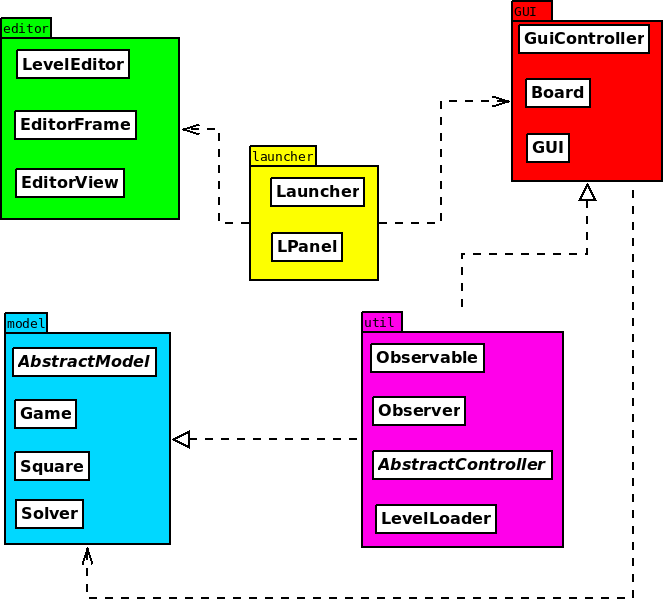 editor
LevelEditor
EditorFrame
EditorView
GUI
GuiController
Board
GUI
launcher
Launcher
LPanel
model
AbstractModel
Game
Square
Solver
util
Observable
Observer
AbstractController
LevelLoader